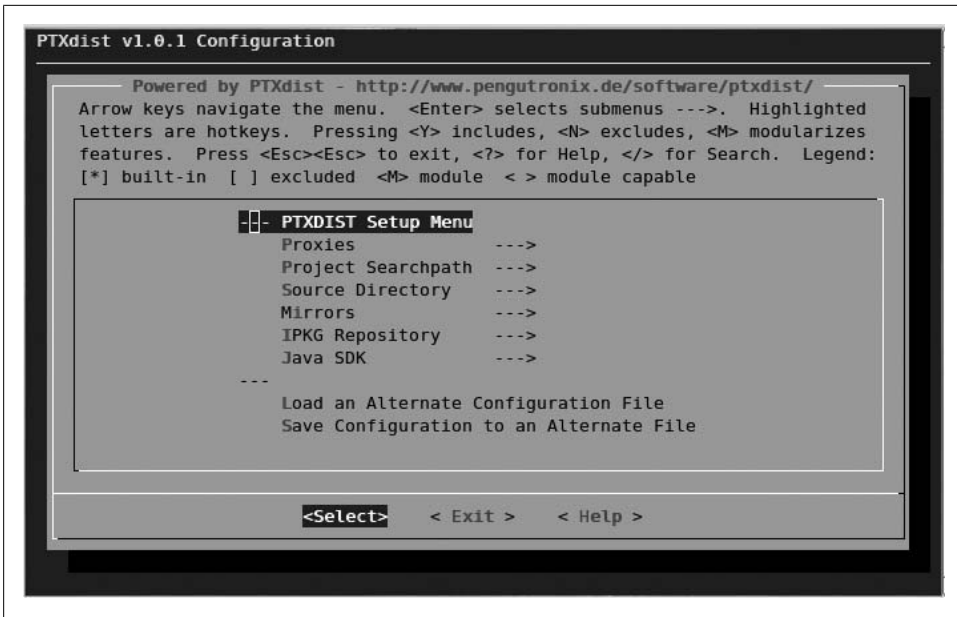 PTXdist v1.0.1 Configuration
Powered by PTXdist - http://www.pengutronix.de/software/ptxdist/
Arrow keys navigate the menu. <Enter> selects submenus --->. Highlighted
letters are hotkeys. Pressing <Y> includes, <N> excludes, <M> modularizes
features. Press <Esc><Esc> to exit, <?> for Help, </> for Search. Legend:
[*] built-in [ ] excluded <M> module < > module capable
--- PTXDIST Setup Menu
Proxies --->
Project Searchpath --->
Source Directory --->
Mirrors --->
IPKG Repository --->
Java SDK --->
---
Load an Alternate Configuration File
Save Configuration to an Alternate File
<Select> < Exit > < Help >